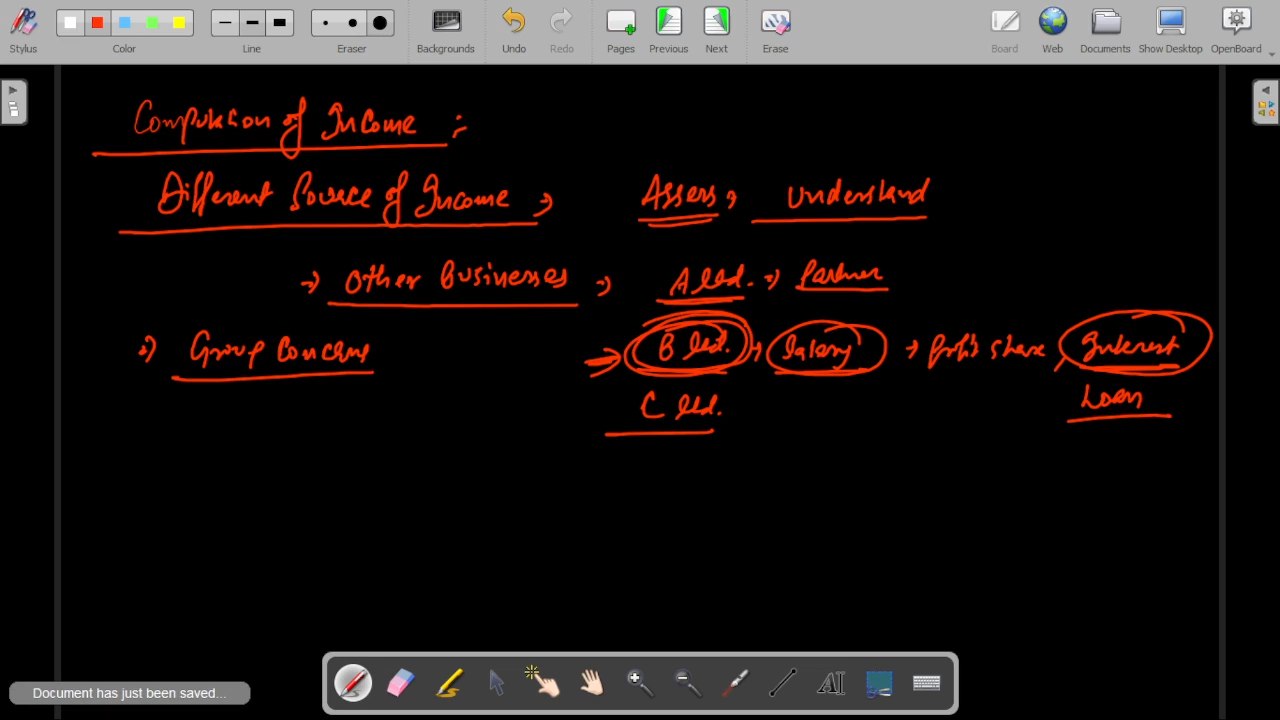 Stylus Color Line Eraser Backgrounds Undo Redo Pages Previous Next Erase Board Web Documents Show Desktop OpenBoard
Computation of Income :-
Different Source of Income, Assess, Understand
→ Other Businesses → A Ltd. → Partner
→ Group Concerns → B Ltd. → Salary → Profit share, Interest
C Ltd. Loan
Document has just been saved...